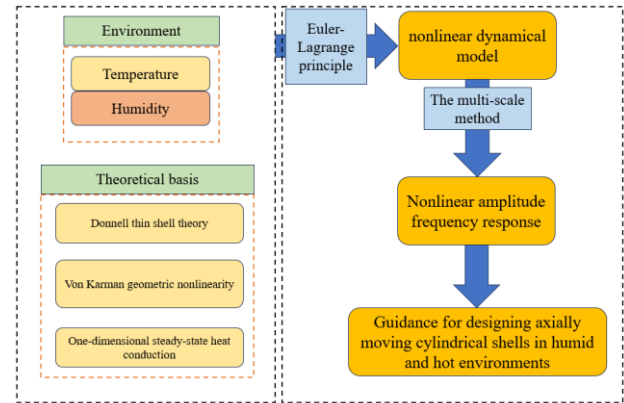 Environment
Temperature
Humidity
Theoretical basis
Donnell thin shell theory
Von Karman geometric nonlinearity
One-dimensional steady-state heat
conduction
Euler-
Lagrange
principle
nonlinear dynamical
model
The multi-scale
method
Nonlinear amplitude
frequency response
Guidance for designing axially
moving cylindrical shells in humid
and hot environments